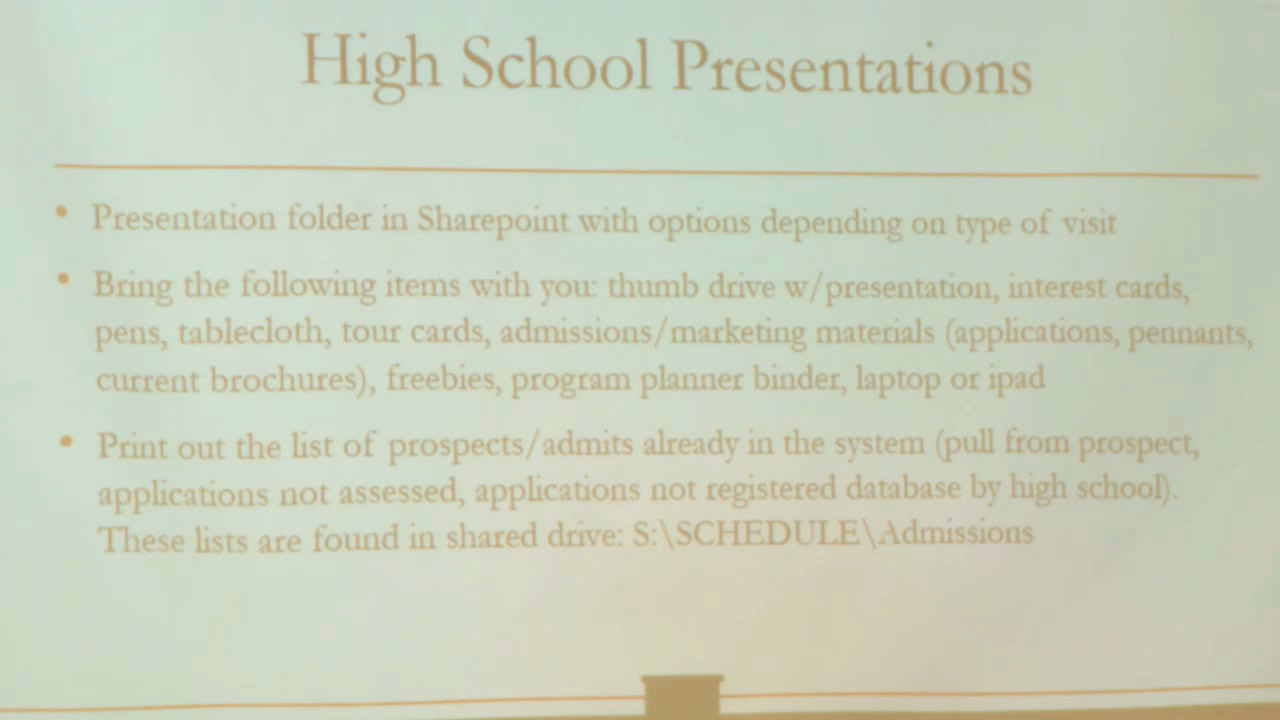 High School Presentations
• Presentation folder in Sharepoint with options depending on type of visit
• Bring the following items with you: thumb drive w/presentation, interest cards,
pens, tablecloth, tour cards, admissions/marketing materials (applications, pennants,
current brochures), freebies, program planner binder, laptop or ipad
• Print out the list of prospects/admits already in the system (pull from prospect,
applications not assessed, applications not registered database by high school).
These lists are found in shared drive: S:\SCHEDULE\Admissions